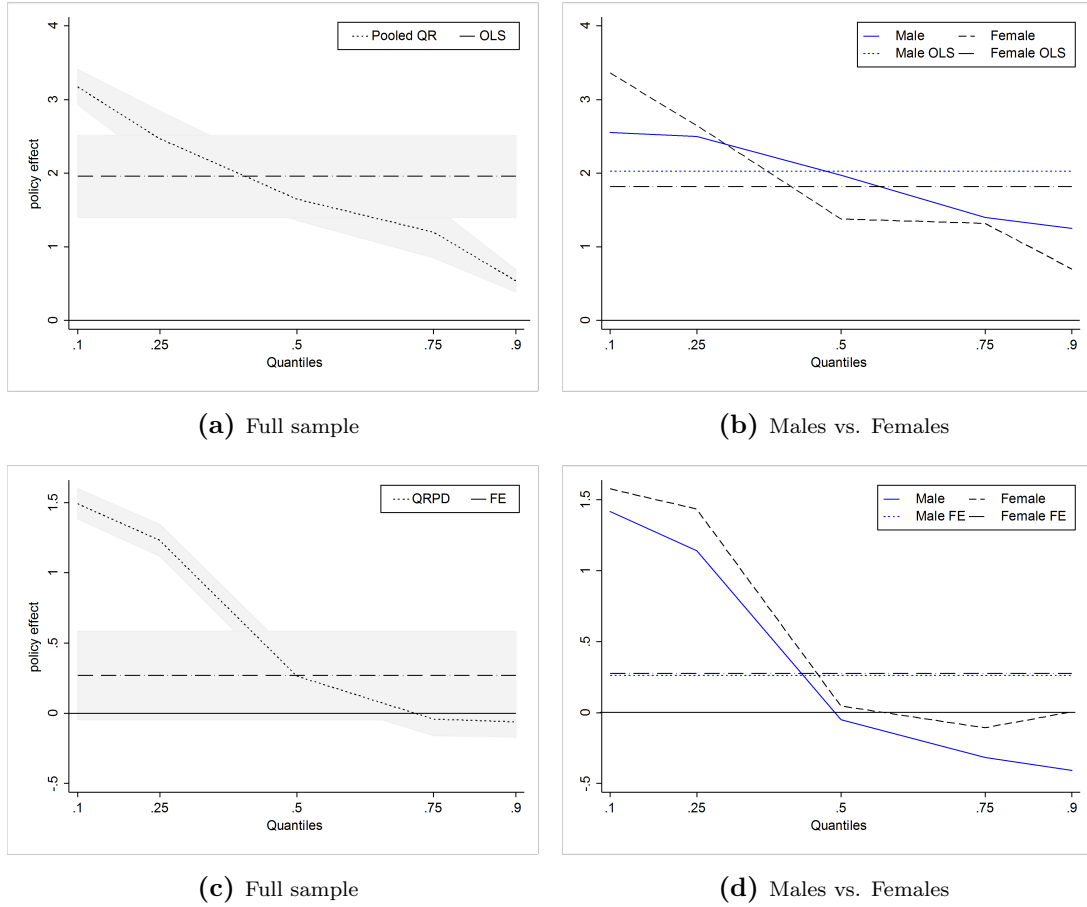 Pooled QR OLS
policy effect
4
3
2
1
0
.1 .25 .5 .75 .9
Quantiles
(a) Full sample
Male Female
Male OLS Female OLS
4
3
2
1
0
.1 .25 .5 .75 .9
Quantiles
(b) Males vs. Females
QRPD FE
policy effect
1.5
1
.5
0
-.5
.1 .25 .5 .75 .9
Quantiles
(c) Full sample
Male Female
Male FE Female FE
1.5
1
.5
0
-.5
.1 .25 .5 .75 .9
Quantiles
(d) Males vs. Females